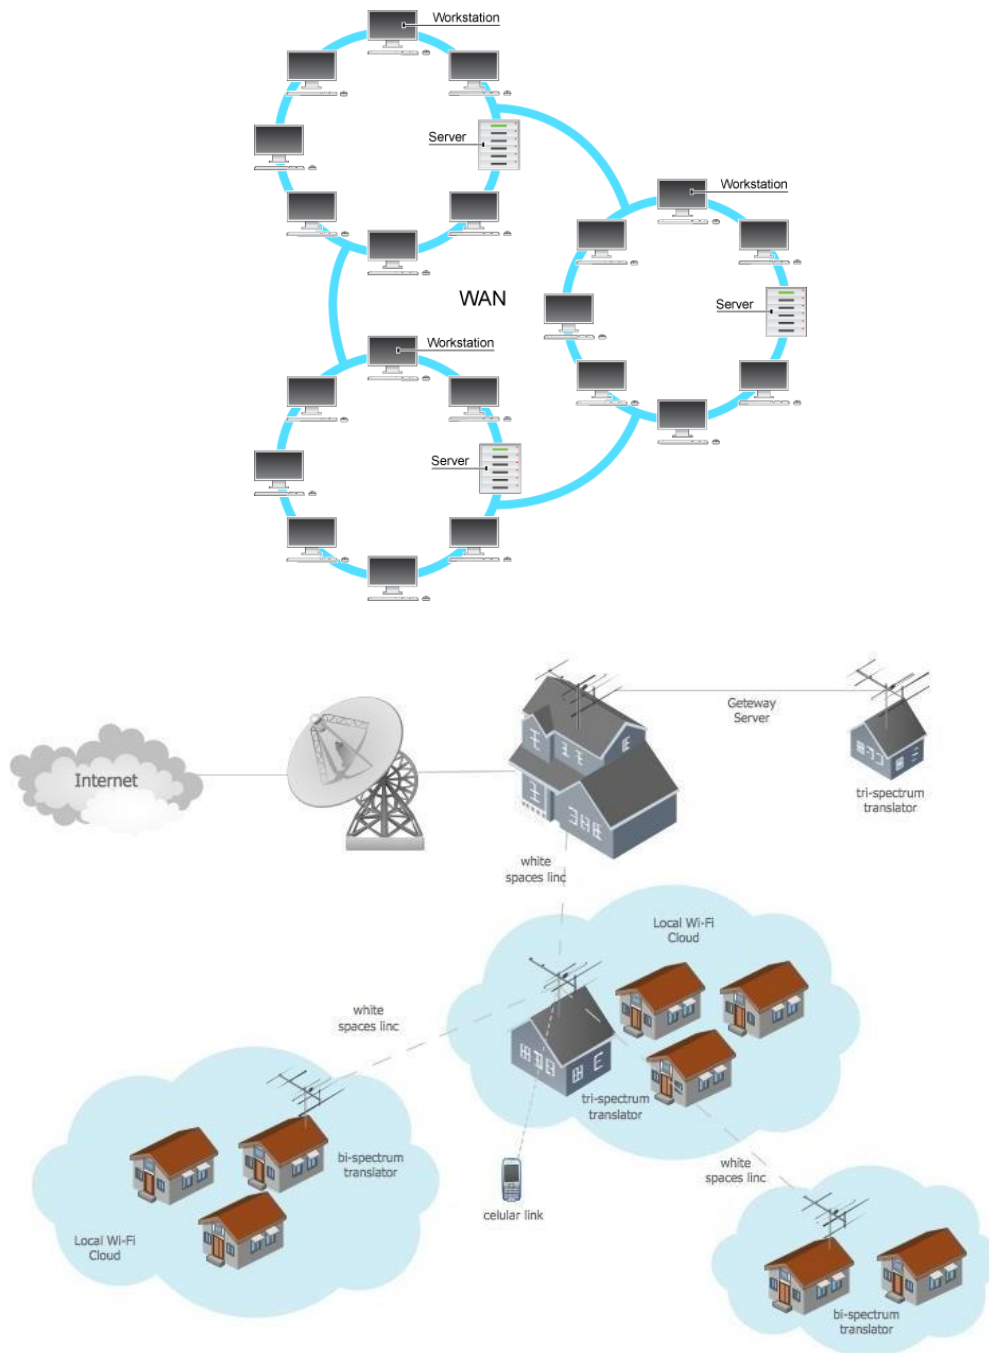 Workstation
Server
Workstation
Server
WAN
Workstation
Server
Geteway
Server
Internet
tri-spectrum
translator
white
spaces linc
Local Wi-Fi
Cloud
white
spaces linc
tri-spectrum
translator
bi-spectrum
translator
white
spaces linc
celular link
Local Wi-Fi
Cloud
bi-spectrum
translator